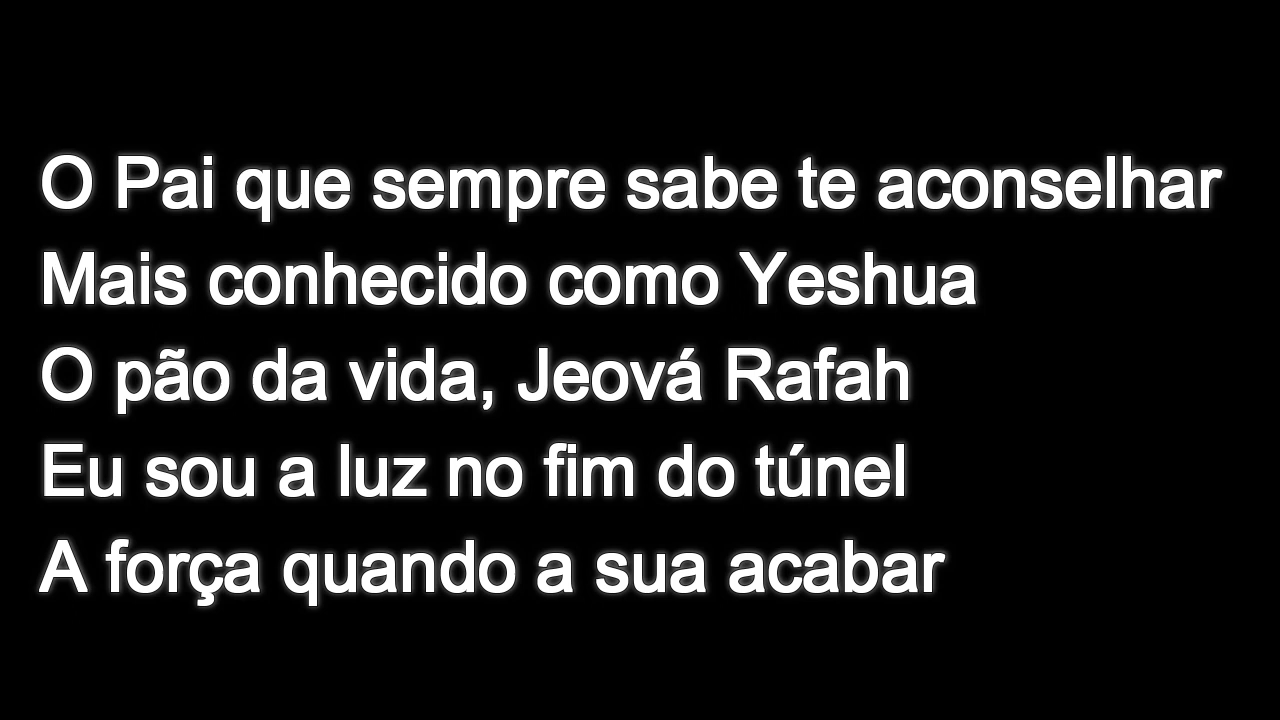 O Pai que sempre sabe te aconselhar
Mais conhecido como Yeshua
O pão da vida, Jeová Rafah
Eu sou a luz no fim do túnel
A força quando a sua acabar